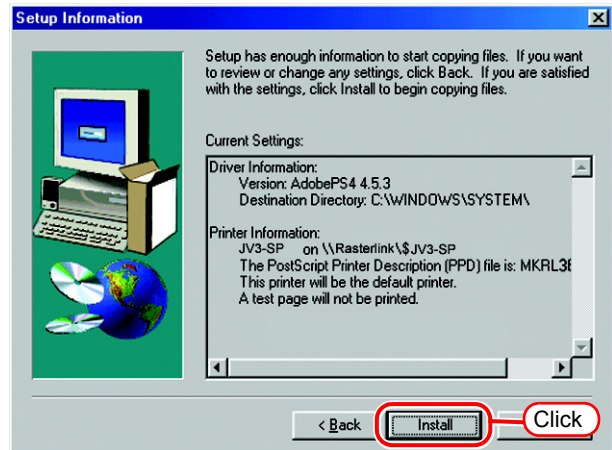 Setup Information
Setup has enough information to start copying files. If you want
to review or change any settings, click Back. If you are satisfied
with the settings, click Install to begin copying files.
Current Settings:
Driver Information:
Version: AdobePS4 4.5.3
Destination Directory: C:\WINDOWS\SYSTEM\
Printer Information:
JV3-SP on \\Rasterlink\$JV3-SP
The PostScript Printer Description (PPD) file is: MKRL3
This printer will be the default printer.
A test page will not be printed.
< Back
Install
Click